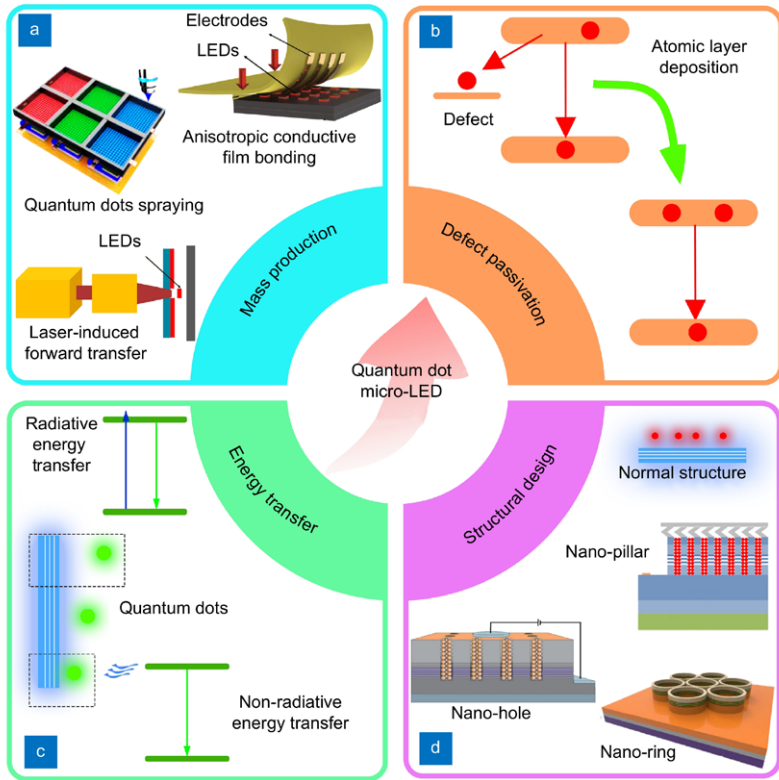 a
Electrodes
LEDs
Anisotropic conductive
film bonding
Quantum dots spraying
LEDs
Laser-induced
forward transfer
Mass production
b
Atomic layer
deposition
Defect
Defect passivation
Quantum dot
micro-LED
Radiative
energy
transfer
Energy transfer
Quantum dots
Non-radiative
energy transfer
c
Structural design
Normal structure
Nano-pillar
Nano-hole
Nano-ring
d